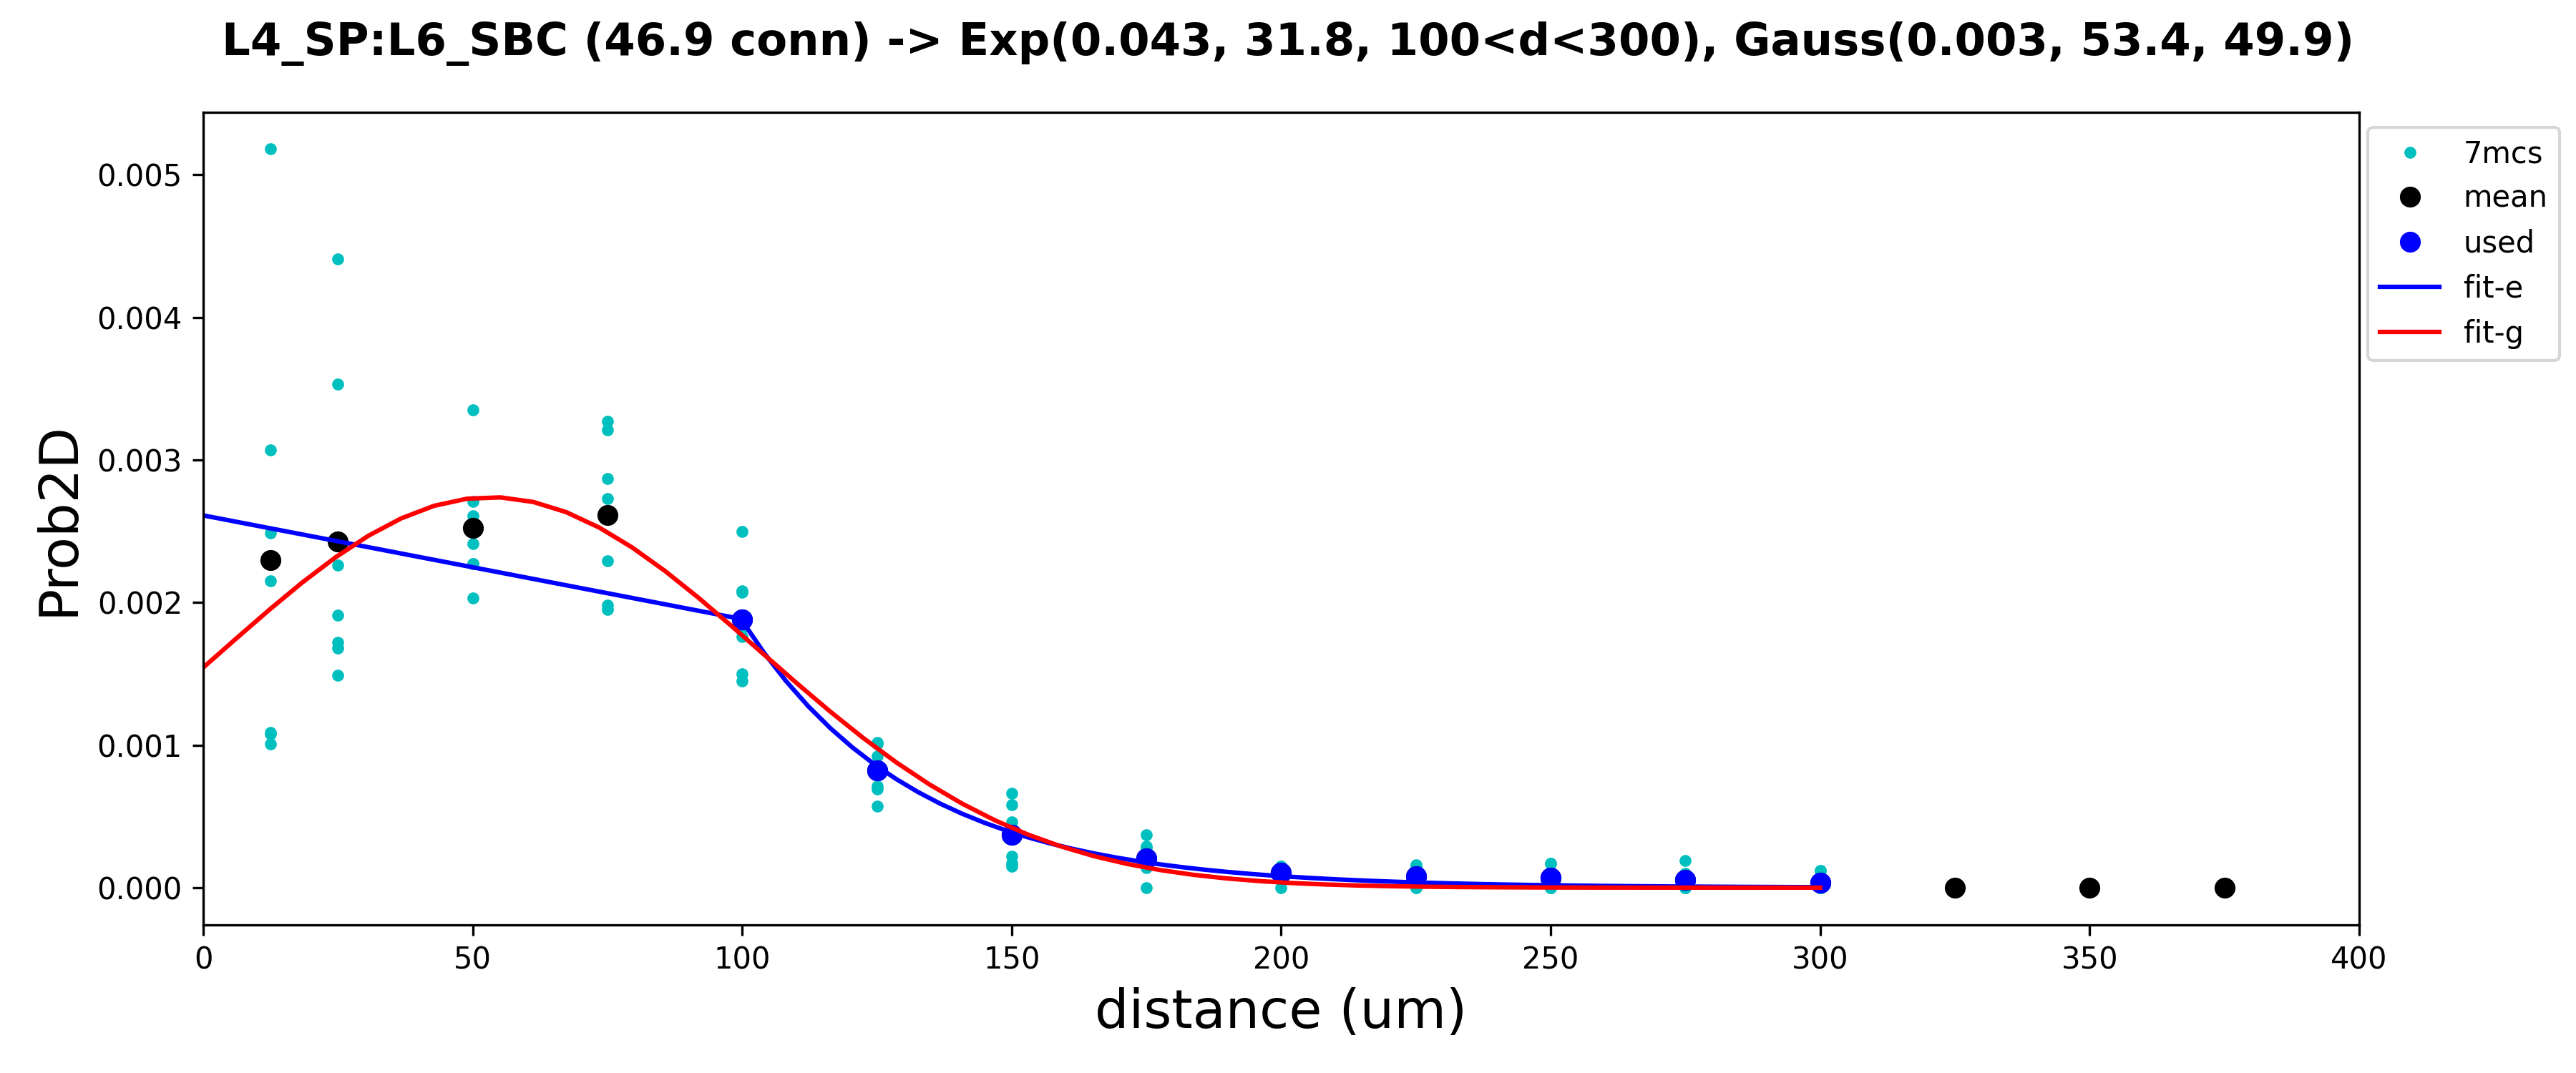 L4_SP:L6_SBC (46.9 conn) -> Exp(0.043, 31.8, 100<d<300), Gauss(0.003, 53.4, 49.9)
7mcs
mean
used
fit-e
fit-g
Prob2D
0.005
0.004
0.003
0.002
0.001
0.000
0 50 100 150 200 250 300 350 400
distance (um)